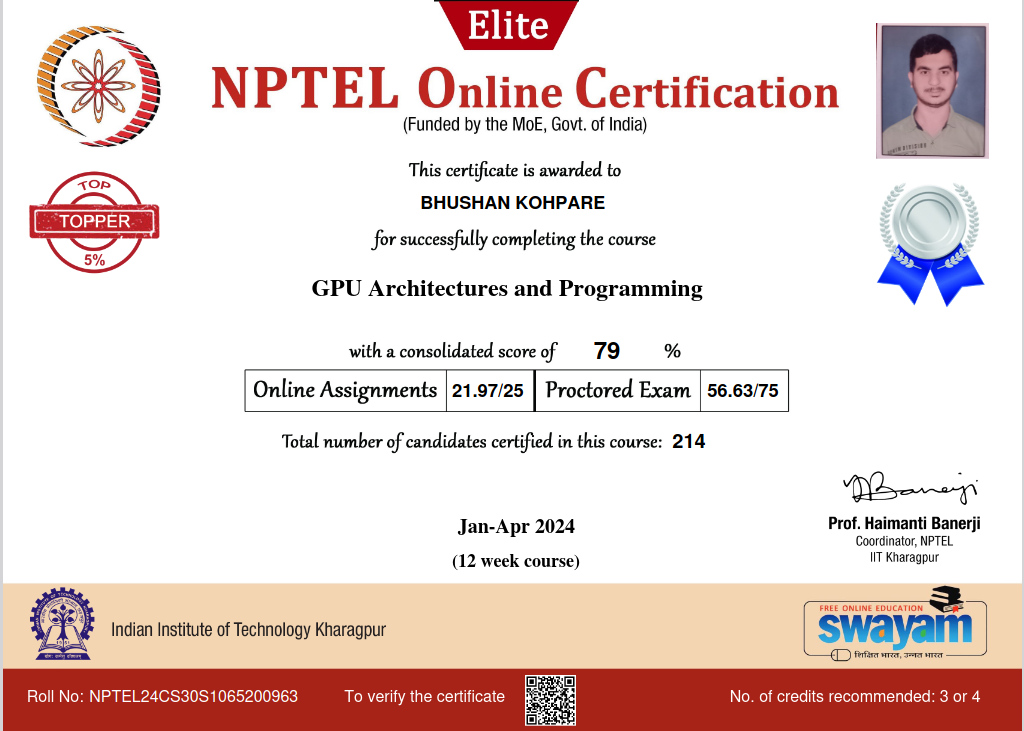 Elite
NPTEL Online Certification
(Funded by the MoE, Govt. of India)
TOP
TOPPER
5%
This certificate is awarded to
BHUSHAN KOHPARE
for successfully completing the course
GPU Architectures and Programming
with a consolidated score of 79 %
Online Assignments 21.97/25 Proctored Exam 56.63/75
Total number of candidates certified in this course: 214
Jan-Apr 2024
(12 week course)
Prof. Haimanti Banerji
Coordinator, NPTEL
IIT Kharagpur
Indian Institute of Technology Kharagpur
FREE ONLINE EDUCATION
swayam
शिक्षित भारत, उन्नत भारत
Roll No: NPTEL24CS30S1065200963 To verify the certificate No. of credits recommended: 3 or 4